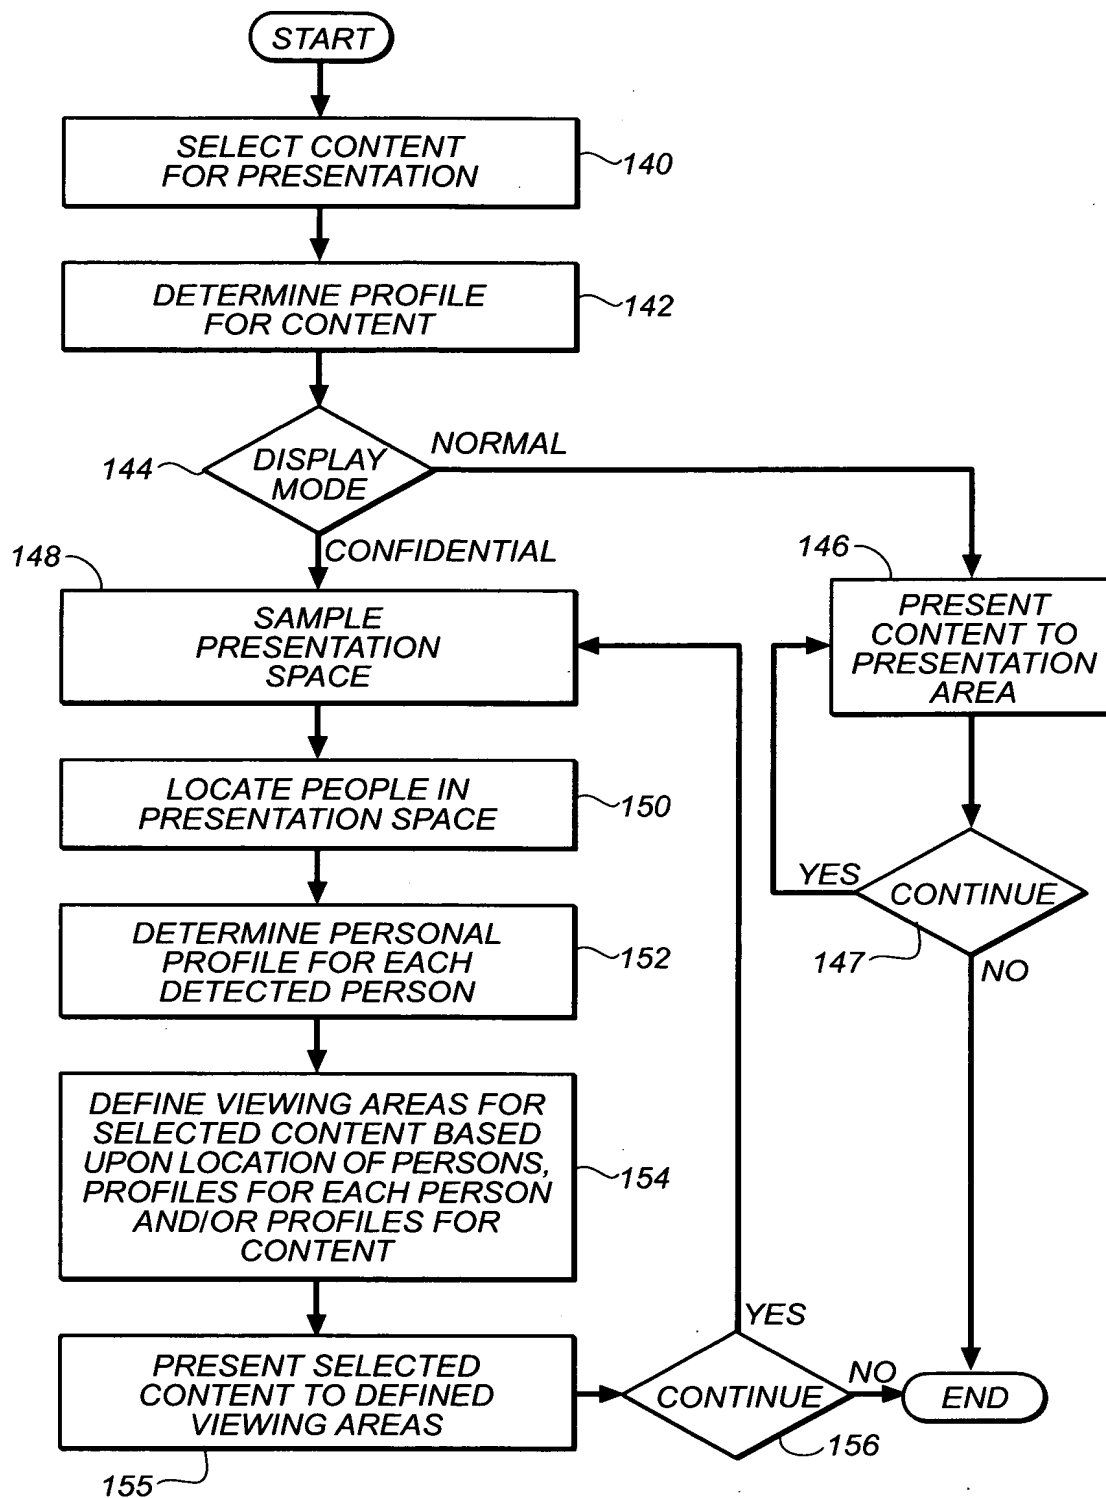 START
SELECT CONTENT
FOR PRESENTATION
140
DETERMINE PROFILE
FOR CONTENT
142
144
DISPLAY
MODE
NORMAL
CONFIDENTIAL
148
SAMPLE
PRESENTATION
SPACE
146
PRESENT
CONTENT TO
PRESENTATION
AREA
LOCATE PEOPLE IN
PRESENTATION SPACE
150
YES
CONTINUE
147
NO
DETERMINE PERSONAL
PROFILE FOR EACH
DETECTED PERSON
152
DEFINE VIEWING AREAS FOR
SELECTED CONTENT BASED
UPON LOCATION OF PERSONS,
PROFILES FOR EACH PERSON
AND/OR PROFILES FOR
CONTENT
154
PRESENT SELECTED
CONTENT TO DEFINED
VIEWING AREAS
155
YES
CONTINUE
156
NO
END